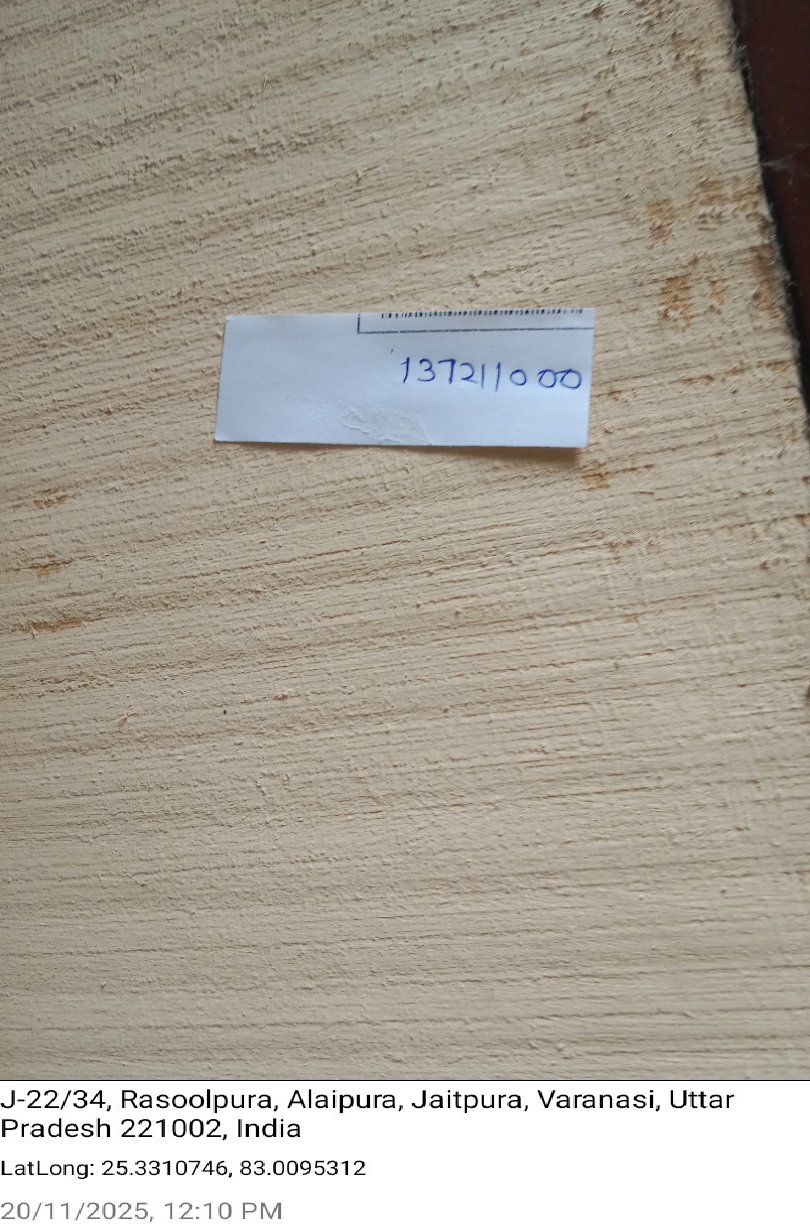 137211000
J-22/34, Rasoolpura, Alaipura, Jaitpura, Varanasi, Uttar
Pradesh 221002, India
LatLong: 25.3310746, 83.0095312
20/11/2025, 12:10 PM